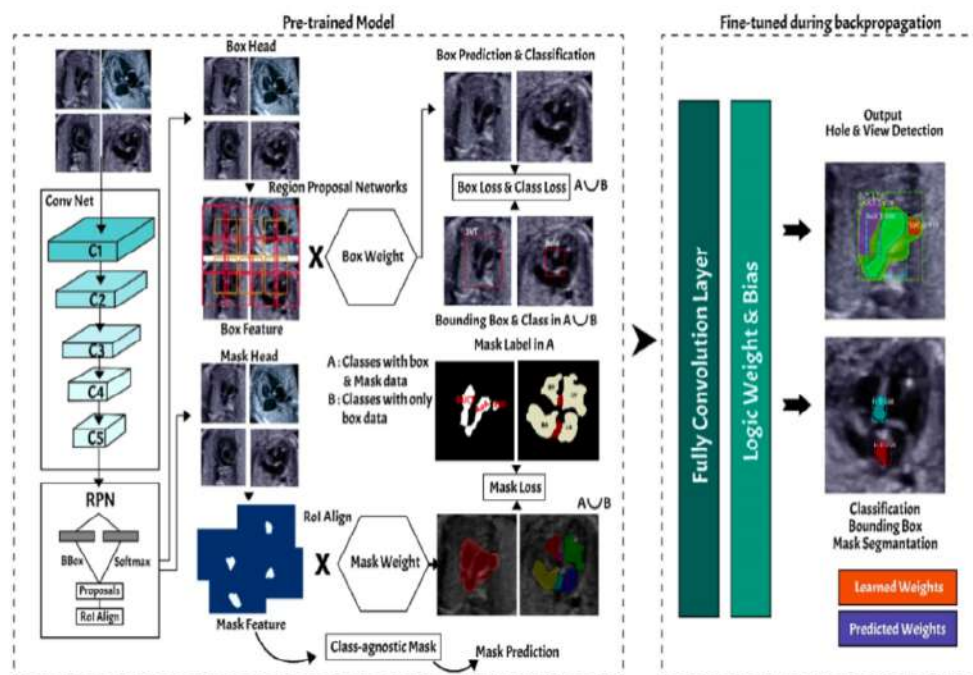 Pre-trained Model
Fine-tuned during backpropagation
Box Head
Box Prediction & Classification
Conv Net
C1
C2
C3
C4
C5
Region Proposal Networks
X
Box Weight
Box Feature
Box Loss & Class Loss
A∪B
Bounding Box & Class in A∪B
Mask Head
A : Classes with box
& Mask data
B : Classes with only
box data
Mask Label in A
Mask Loss
A∪B
RPN
BBox
Softmax
Proposals
RoI Align
RoI Align
X
Mask Weight
Mask Feature
Class-agnostic Mask
Mask Prediction
Fully Convolution Layer
Logic Weight & Bias
Output
Hole & View Detection
Classification
Bounding Box
Mask Segmantation
Learned Weights
Predicted Weights